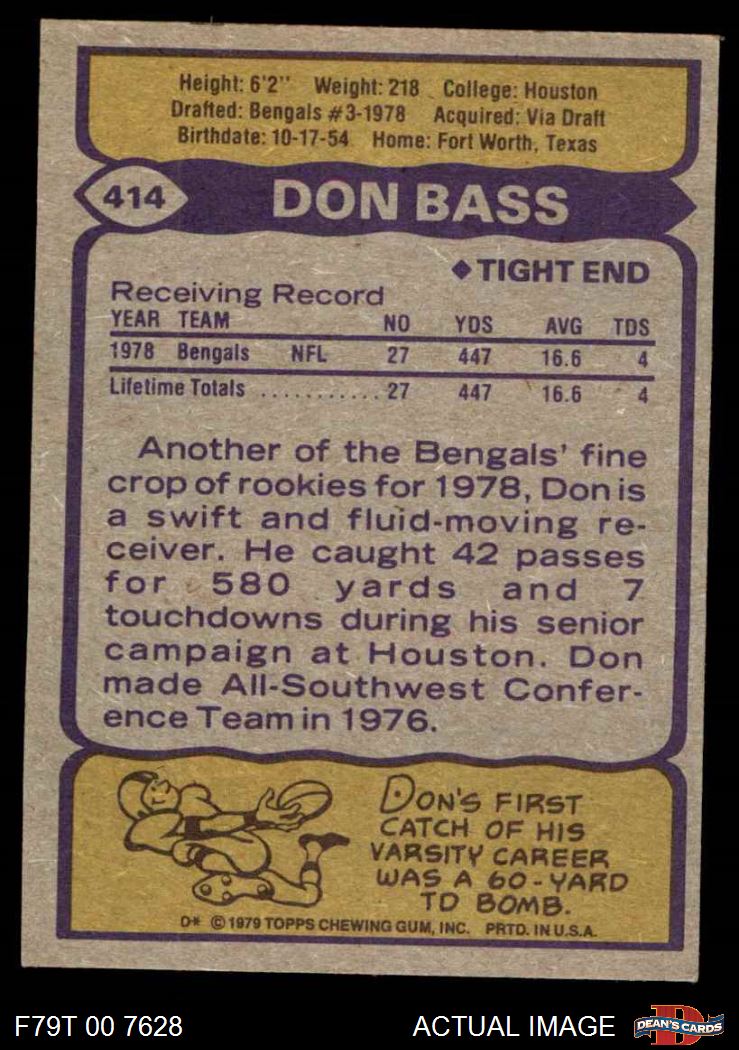 Height: 6'2" Weight: 218 College: Houston
Drafted: Bengals #3-1978 Acquired: Via Draft
Birthdate: 10-17-54 Home: Fort Worth, Texas
414 DON BASS
◆TIGHT END
Receiving Record
YEAR TEAM NO YDS AVG TDS
1978 Bengals NFL 27 447 16.6 4
Lifetime Totals ........... 27 447 16.6 4
Another of the Bengals' fine
crop of rookies for 1978, Don is
a swift and fluid-moving re-
ceiver. He caught 42 passes
for 580 yards and 7
touchdowns during his senior
campaign at Houston. Don
made All-Southwest Confer-
ence Team in 1976.
DON'S FIRST
CATCH OF HIS
VARSITY CAREER
WAS A 60-YARD
TD BOMB.
D* © 1979 TOPPS CHEWING GUM, INC. PRTD. IN U.S.A.
F79T 00 7628 ACTUAL IMAGE D DEAN'S CARDS